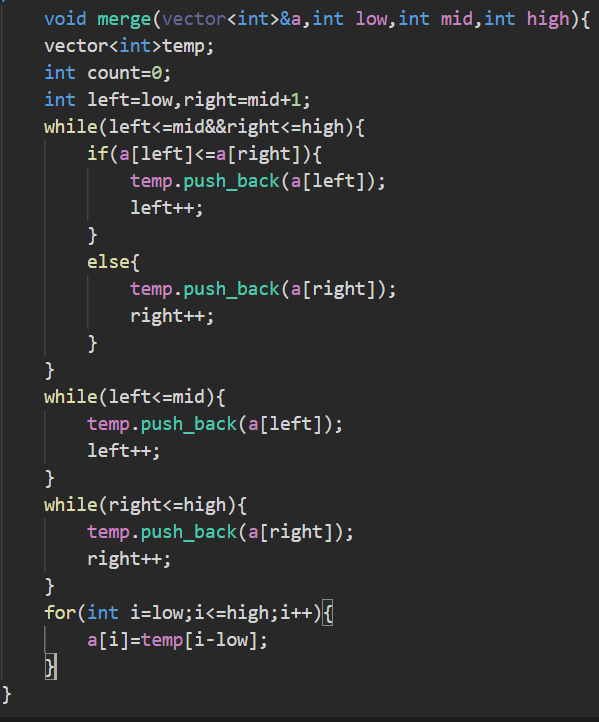 void merge(vector<int>&a,int low,int mid,int high){
vector<int>temp;
int count=0;
int left=low,right=mid+1;
while(left<=mid&&right<=high){
if(a[left]<=a[right]){
temp.push_back(a[left]);
left++;
}
else{
temp.push_back(a[right]);
right++;
}
}
while(left<=mid){
temp.push_back(a[left]);
left++;
}
while(right<=high){
temp.push_back(a[right]);
right++;
}
for(int i=low;i<=high;i++){
a[i]=temp[i-low];
}
}